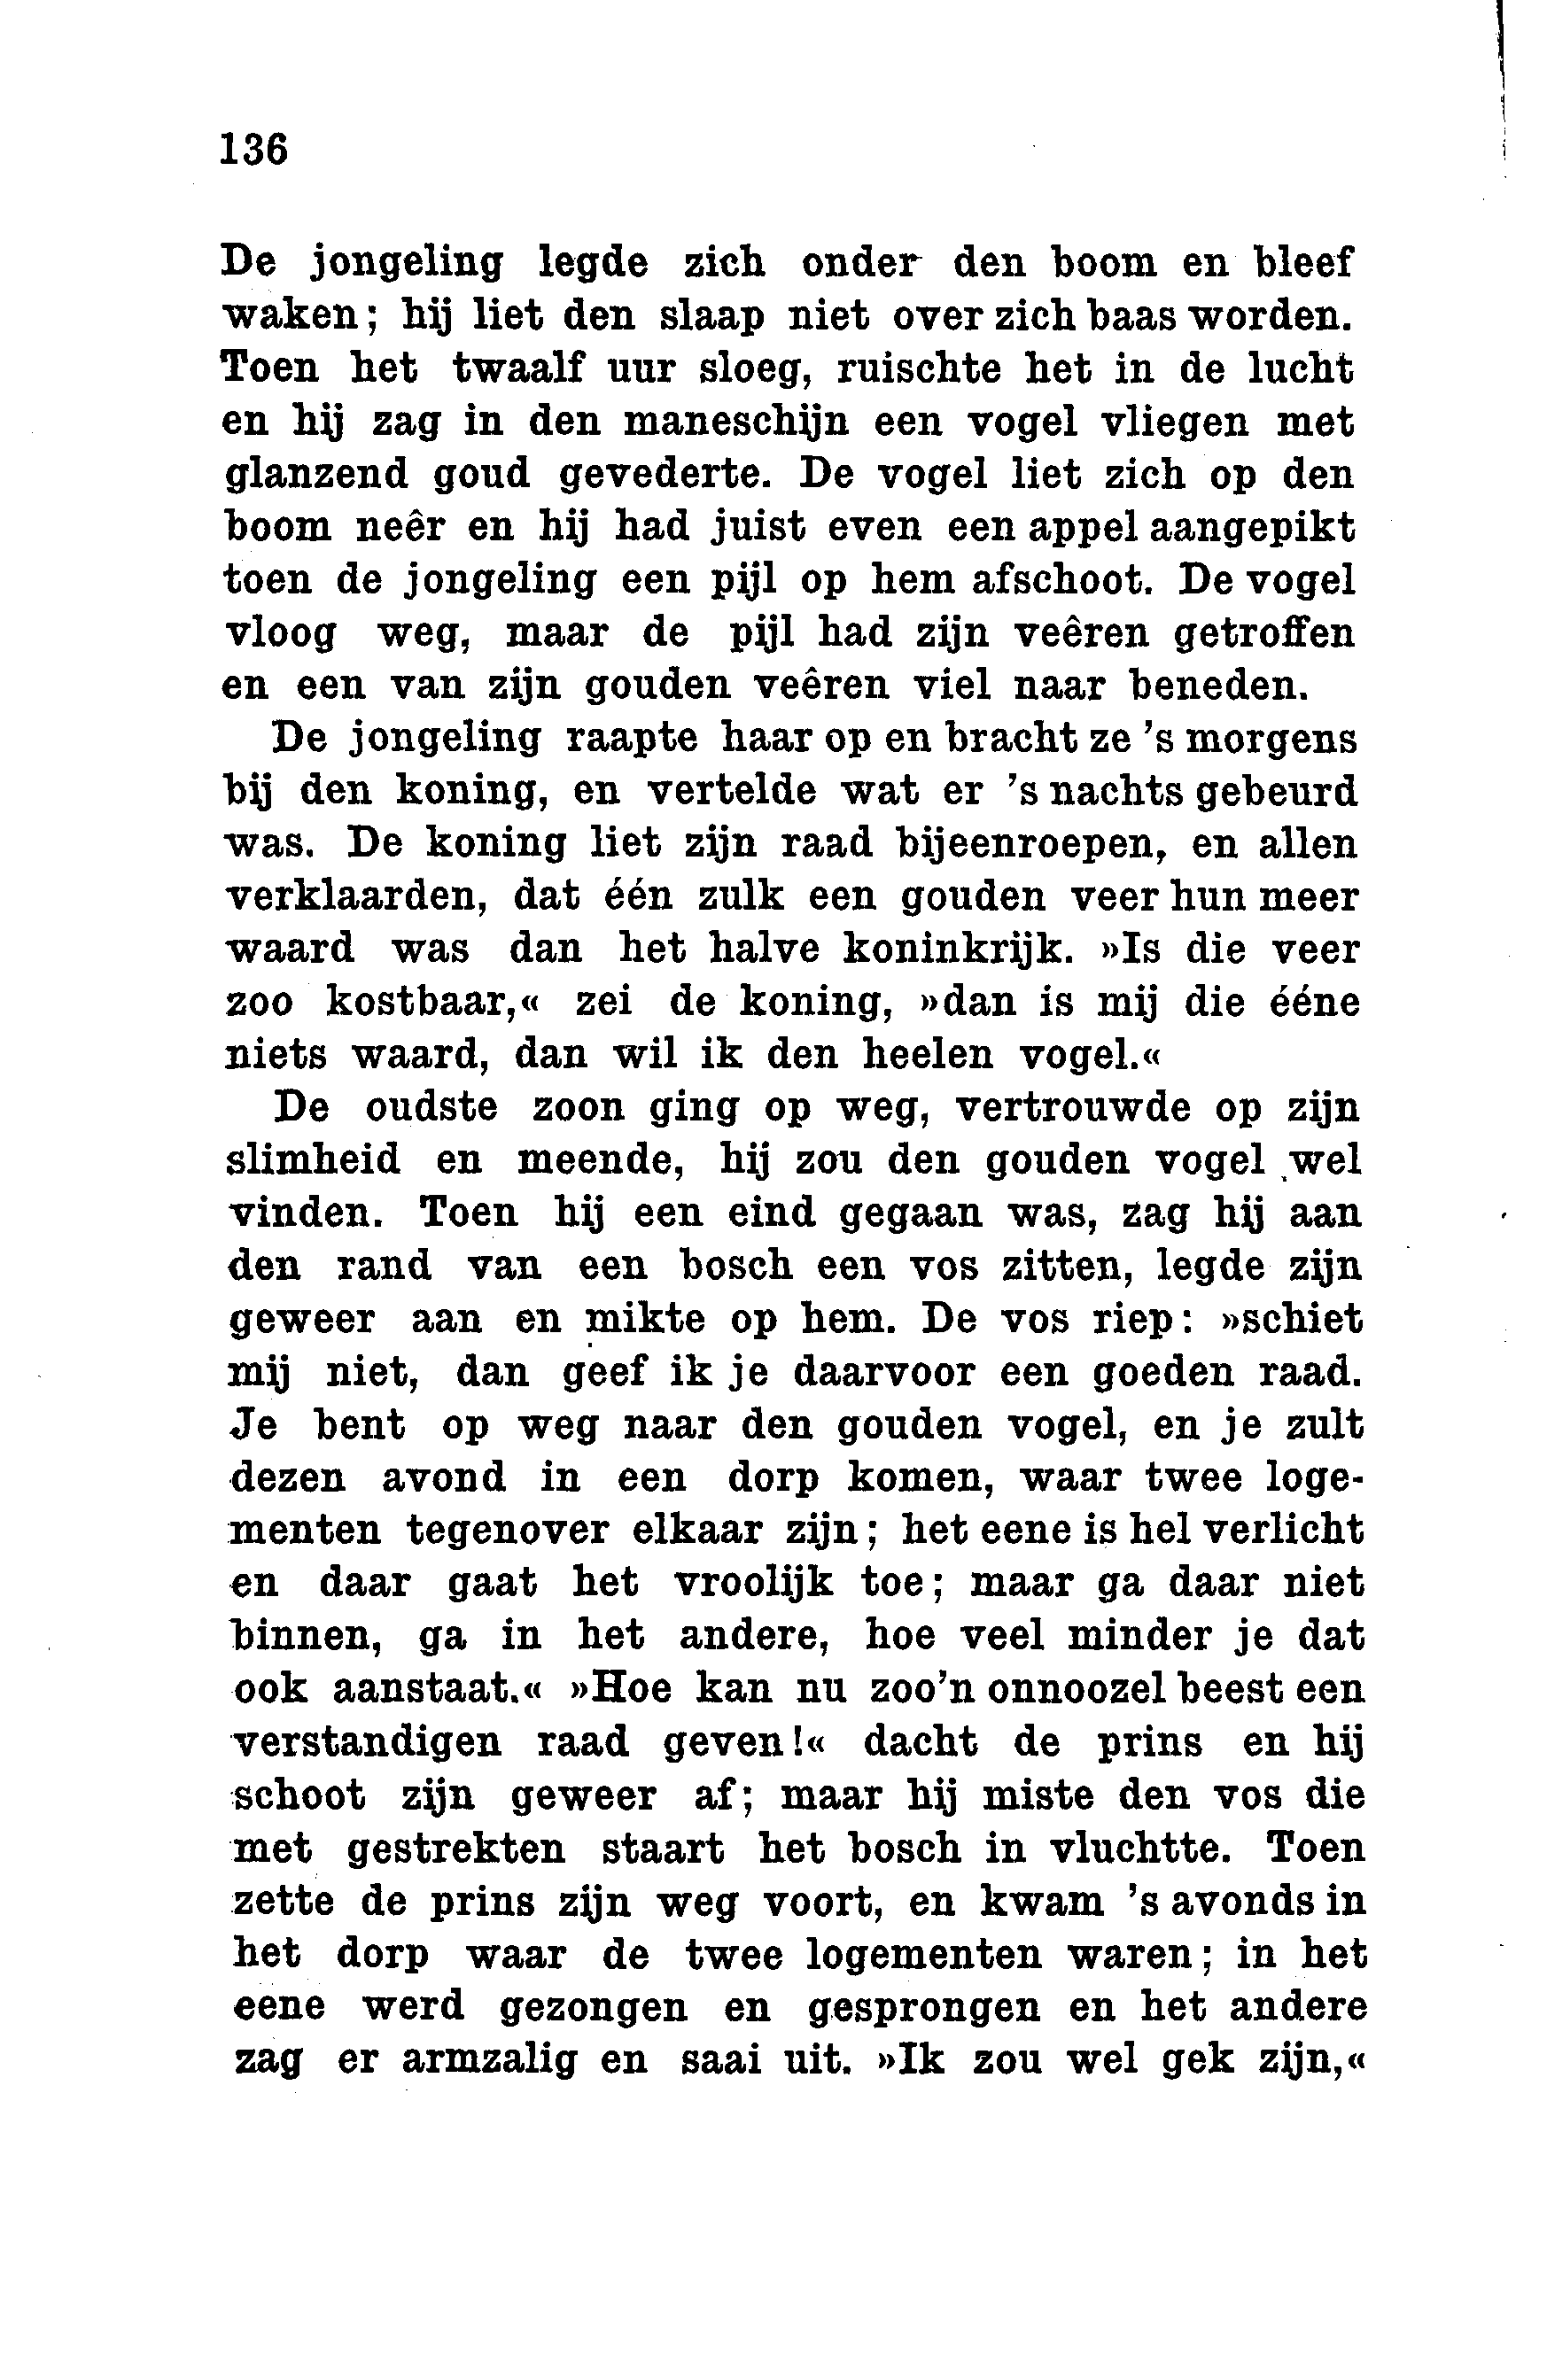 136
De jongeling legde zich onder den boom en bleef
waken; hij liet den slaap niet over zich baas worden.
Toen het twaalf uur sloeg, ruischte het in de lucht
en hij zag in den maneschijn een vogel vliegen met
glanzend goud gevederte. De vogel liet zich op den
boom neêr en hij had juist even een appel aangepikt
toen de jongeling een pijl op hem afschoot. De vogel
vloog weg, maar de pijl had zijn veêren getroffen
en een van zijn gouden veêren viel naar beneden.
De jongeling raapte haar op en bracht ze 's morgens
bij den koning, en vertelde wat er 's nachts gebeurd
was. De koning liet zijn raad bijeenroepen, en allen
verklaarden, dat één zulk een gouden veer hun meer
waard was dan het halve koninkrijk. »Is die veer
zoo kostbaar,« zei de koning, »dan is mij die ééne
niets waard, dan wil ik den heelen vogel.«
De oudste zoon ging op weg, vertrouwde op zijn
slimheid en meende, hij zou den gouden vogel wel
vinden. Toen hij een eind gegaan was, zag hij aan
den rand van een bosch een vos zitten, legde zijn
geweer aan en mikte op hem. De vos riep: »schiet
mij niet, dan geef ik je daarvoor een goeden raad.
Je bent op weg naar den gouden vogel, en je zult
dezen avond in een dorp komen, waar twee loge-
menten tegenover elkaar zijn; het eene is hel verlicht
en daar gaat het vroolijk toe; maar ga daar niet
binnen, ga in het andere, hoe veel minder je dat
ook aanstaat.« »Hoe kan nu zoo'n onnoozel beest een
verstandigen raad geven!« dacht de prins en hij
schoot zijn geweer af; maar hij miste den vos die
met gestrekten staart het bosch in vluchtte. Toen
zette de prins zijn weg voort, en kwam 's avonds in
het dorp waar de twee logementen waren; in het
eene werd gezongen en gesprongen en het andere
zag er armzalig en saai uit. »Ik zou wel gek zijn,«